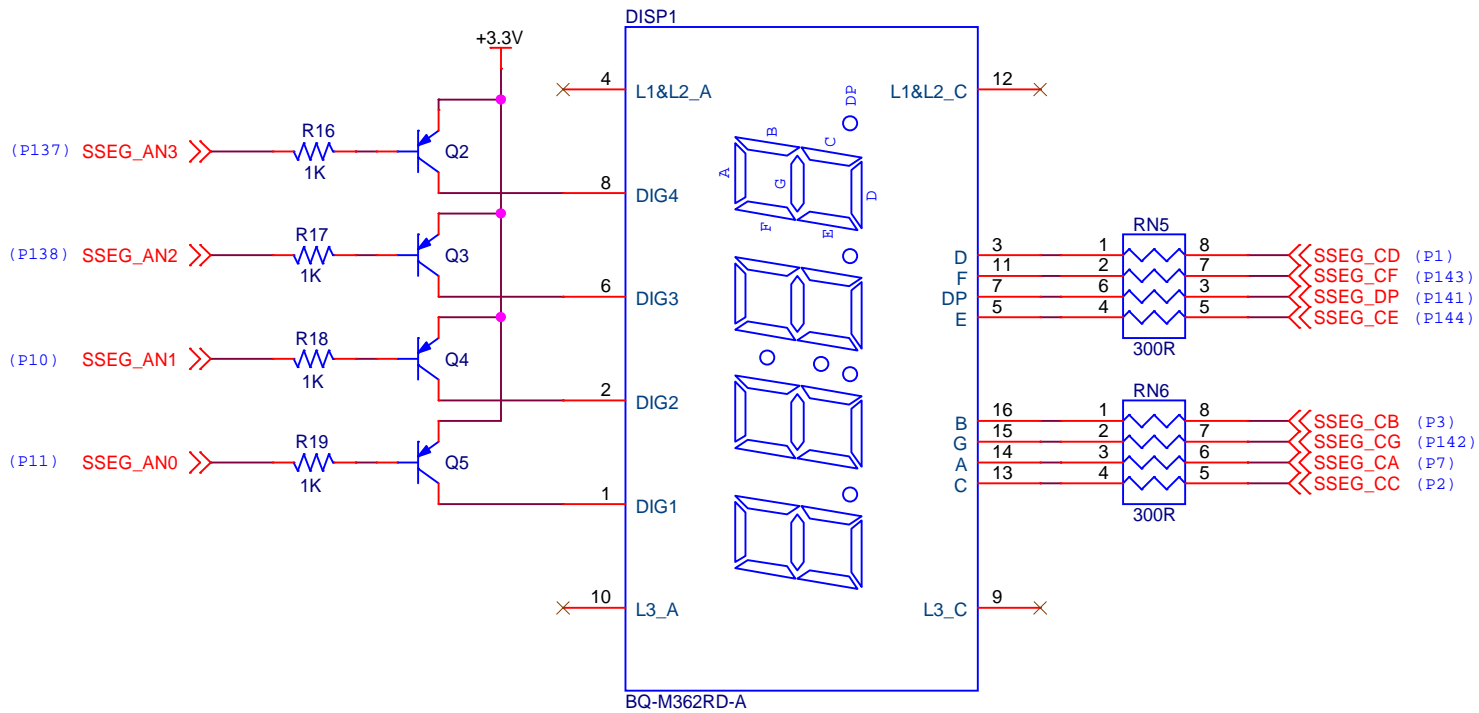 DISP1
+3.3V
4 L1&L2_A L1&L2_C 12
DP
B C
A G D
F E
(P137) SSEG_AN3 R16 1K Q2
8 DIG4
(P138) SSEG_AN2 R17 1K Q3
6 DIG3
(P10) SSEG_AN1 R18 1K Q4
2 DIG2
(P11) SSEG_AN0 R19 1K Q5
1 DIG1
10 L3_A L3_C 9
RN5
D 3 1 8 SSEG_CD (P1)
F 11 2 7 SSEG_CF (P143)
DP 7 6 3 SSEG_DP (P141)
E 5 4 5 SSEG_CE (P144)
300R
RN6
B 16 1 8 SSEG_CB (P3)
G 15 2 7 SSEG_CG (P142)
A 14 3 6 SSEG_CA (P7)
C 13 4 5 SSEG_CC (P2)
300R
BQ-M362RD-A